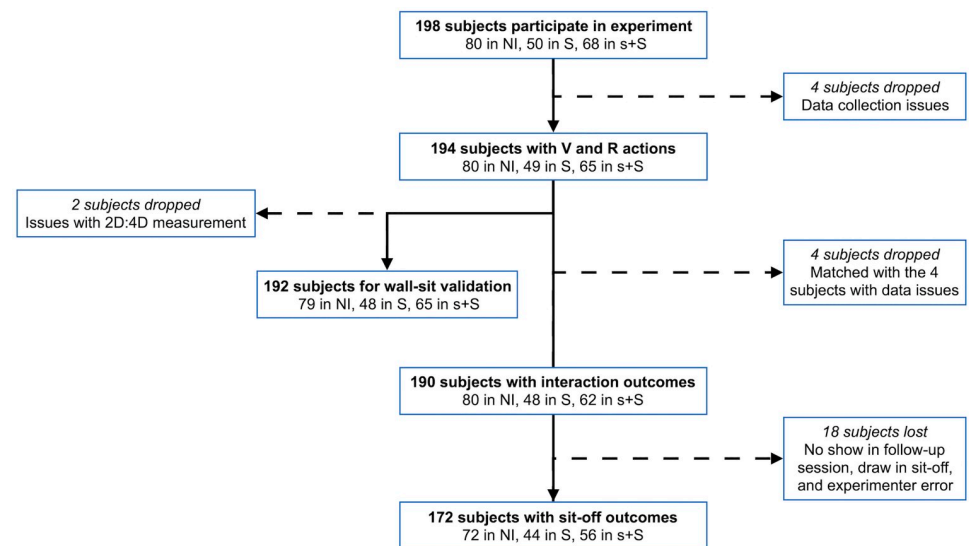 198 subjects participate in experiment
80 in NI, 50 in S, 68 in s+S
4 subjects dropped
Data collection issues
194 subjects with V and R actions
80 in NI, 49 in S, 65 in s+S
2 subjects dropped
Issues with 2D:4D measurement
4 subjects dropped
Matched with the 4
subjects with data issues
192 subjects for wall-sit validation
79 in NI, 48 in S, 65 in s+S
190 subjects with interaction outcomes
80 in NI, 48 in S, 62 in s+S
18 subjects lost
No show in follow-up
session, draw in sit-off,
and experimenter error
172 subjects with sit-off outcomes
72 in NI, 44 in S, 56 in s+S